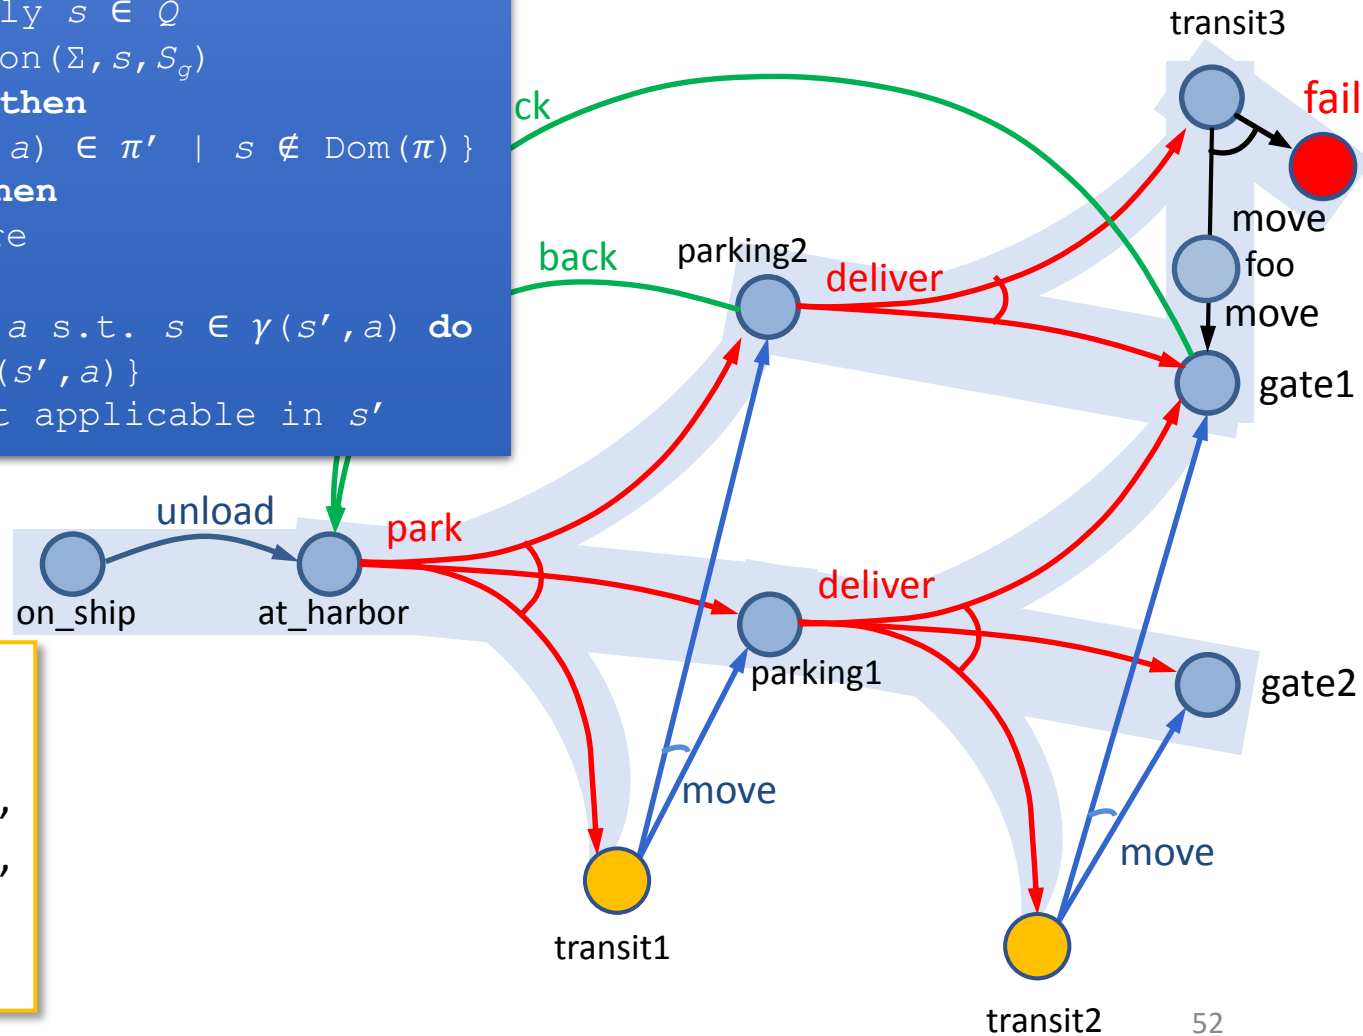 ly s ∈ Q
on(Σ,s,S_g)
then
a) ∈ π′ | s ∉ Dom(π)}
hen
re
a s.t. s ∈ γ(s′,a) do
(s′,a)}
t applicable in s′
transit3
fail
ck
move
foo
move
back
parking2
deliver
gate1
unload
park
on_ship
at_harbor
deliver
parking1
gate2
,
,
move
move
transit1
transit2
52